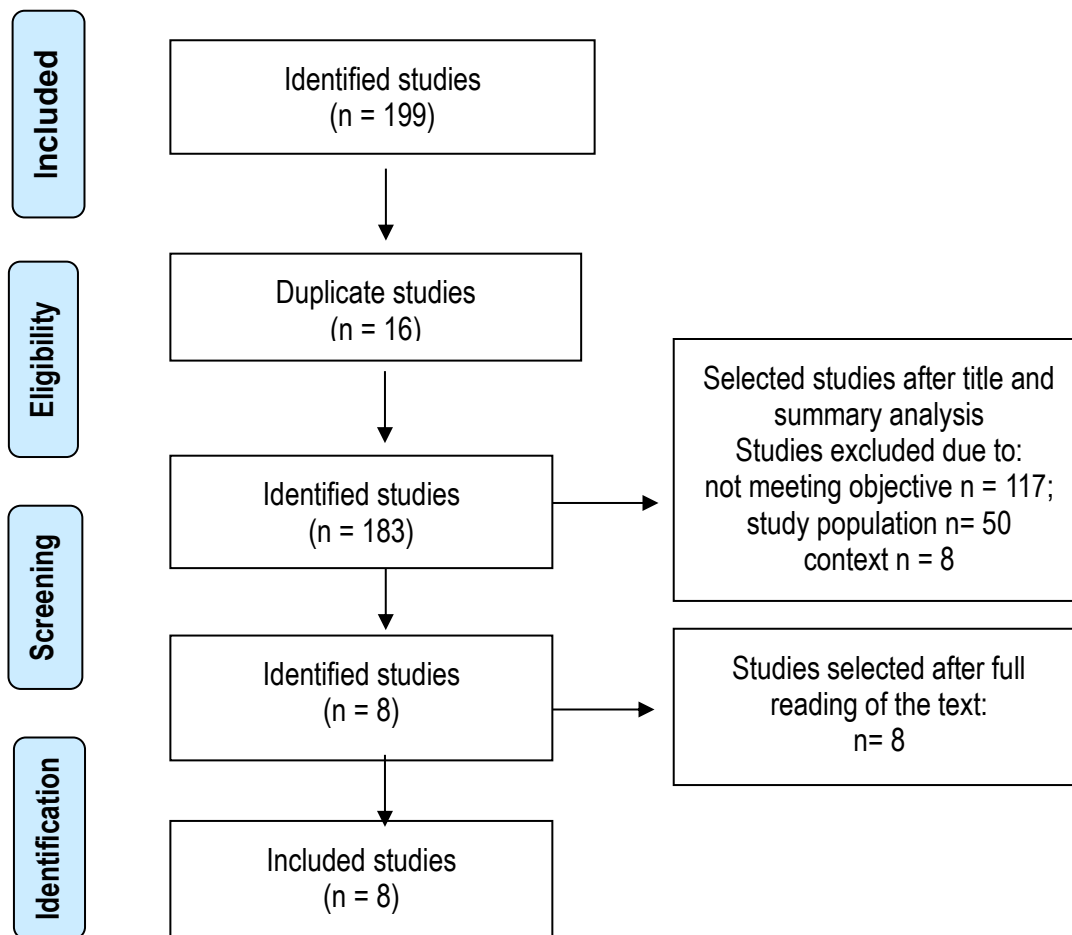 Included
Identified studies
(n = 199)
Eligibility
Duplicate studies
(n = 16)
Selected studies after title and
summary analysis
Studies excluded due to:
not meeting objective n = 117;
study population n= 50
context n = 8
Screening
Identified studies
(n = 183)
Identified studies
(n = 8)
Studies selected after full
reading of the text:
n= 8
Identification
Included studies
(n = 8)